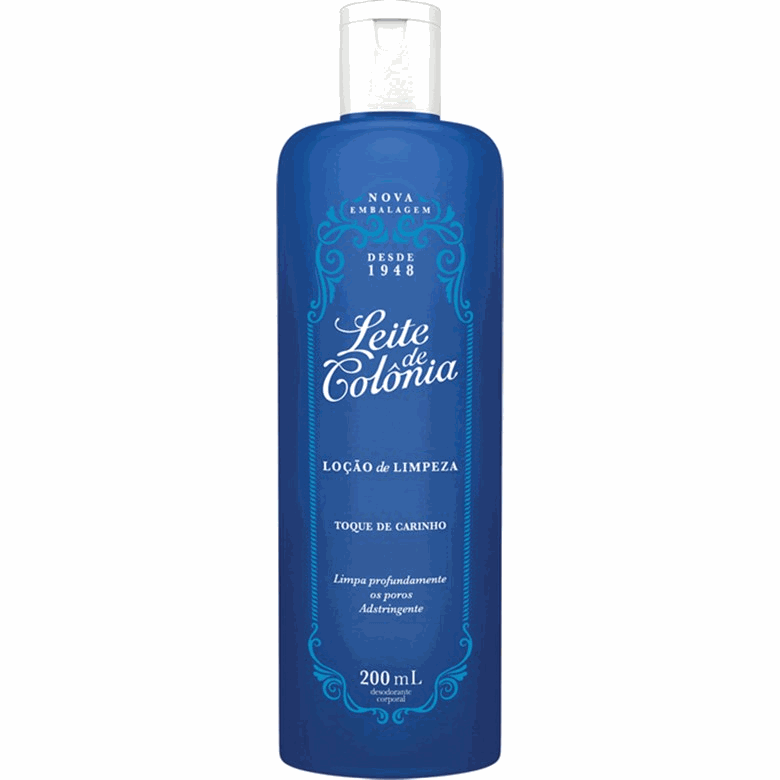 NOVA
EMBALAGEM
DESDE
1948
Leite
de
Colônia
LOÇÃO de LIMPEZA
TOQUE DE CARINHO
Limpa profundamente
os poros
Adstringente
200 mL
desodorante
corporal